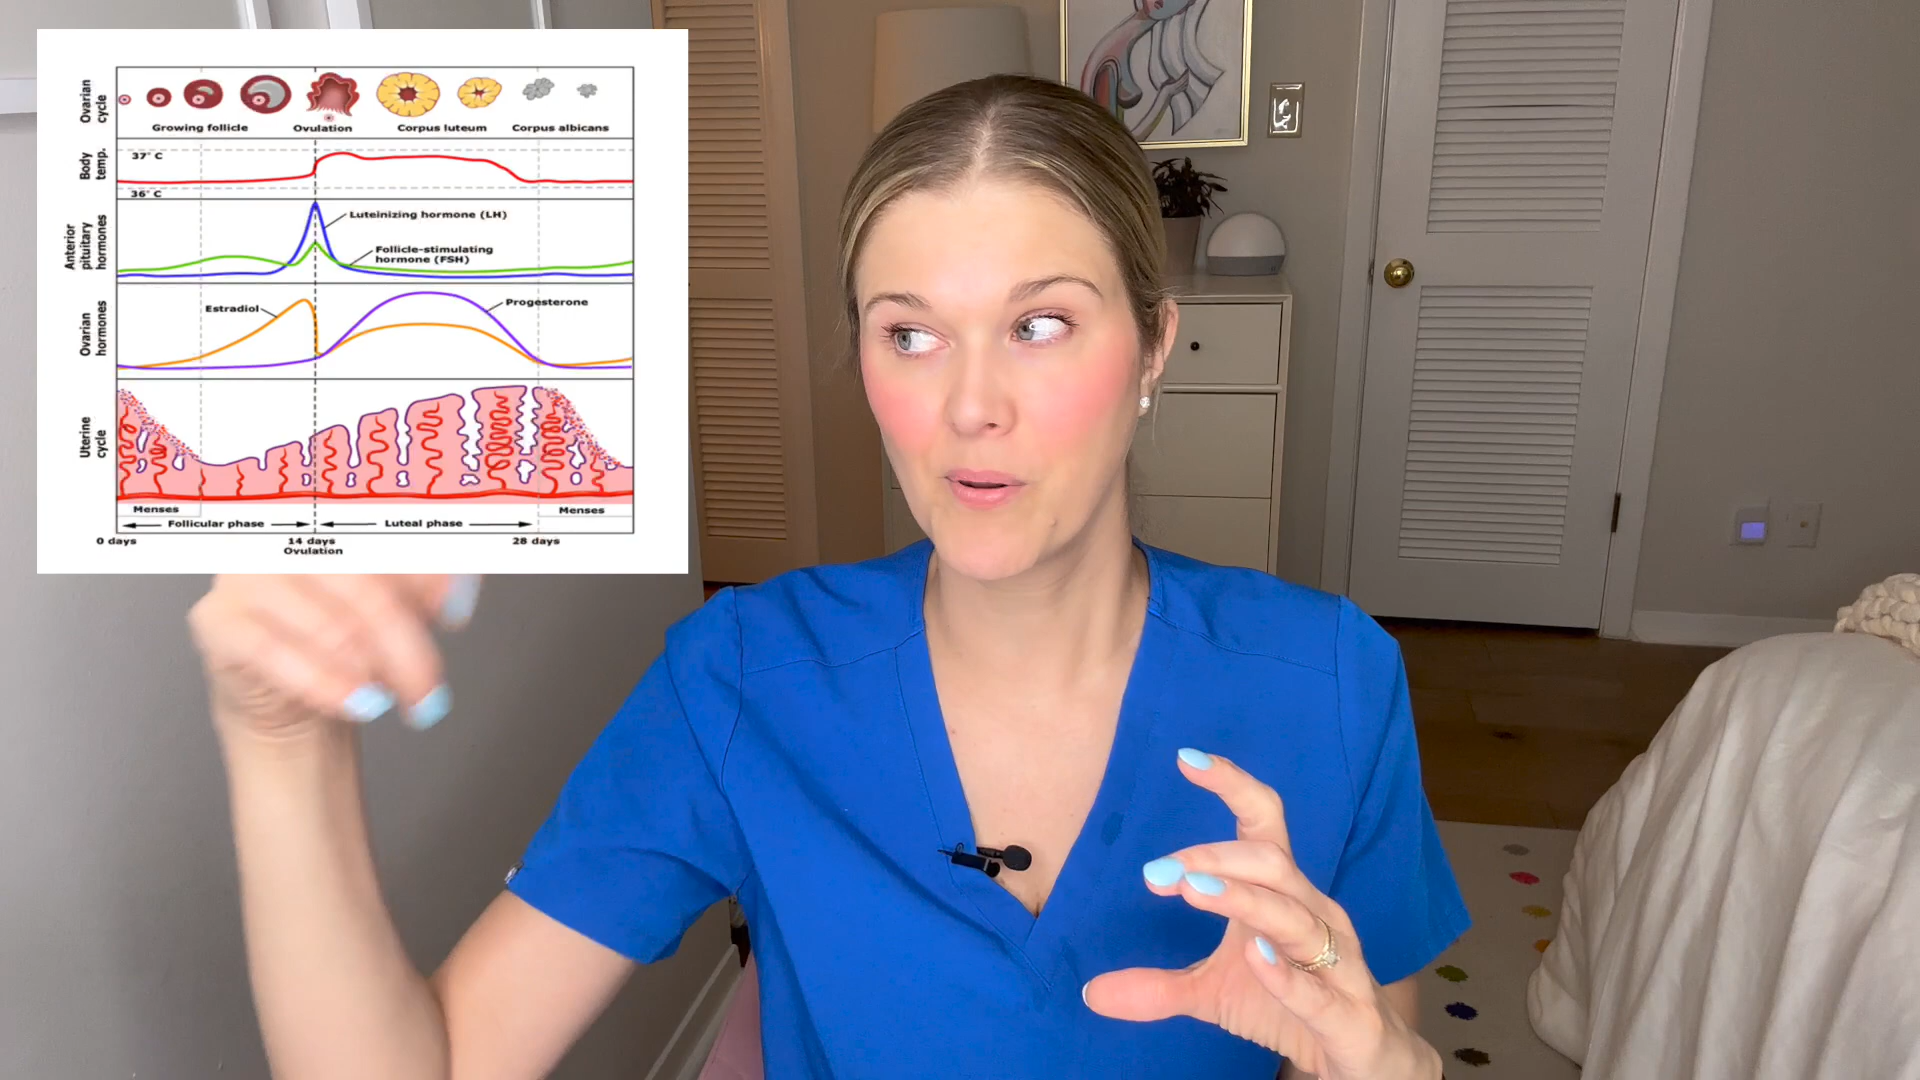 Ovarian
cycle
Growing follicle
Ovulation
Corpus luteum
Corpus albicans
Body
temp.
37° C
36° C
Anterior
pituitary
hormones
Luteinizing hormone (LH)
Follicle-stimulating
hormone (FSH)
Ovarian
hormones
Estradiol
Progesterone
Uterine
cycle
Menses
Menses
Follicular phase
Luteal phase
0 days
14 days
Ovulation
28 days